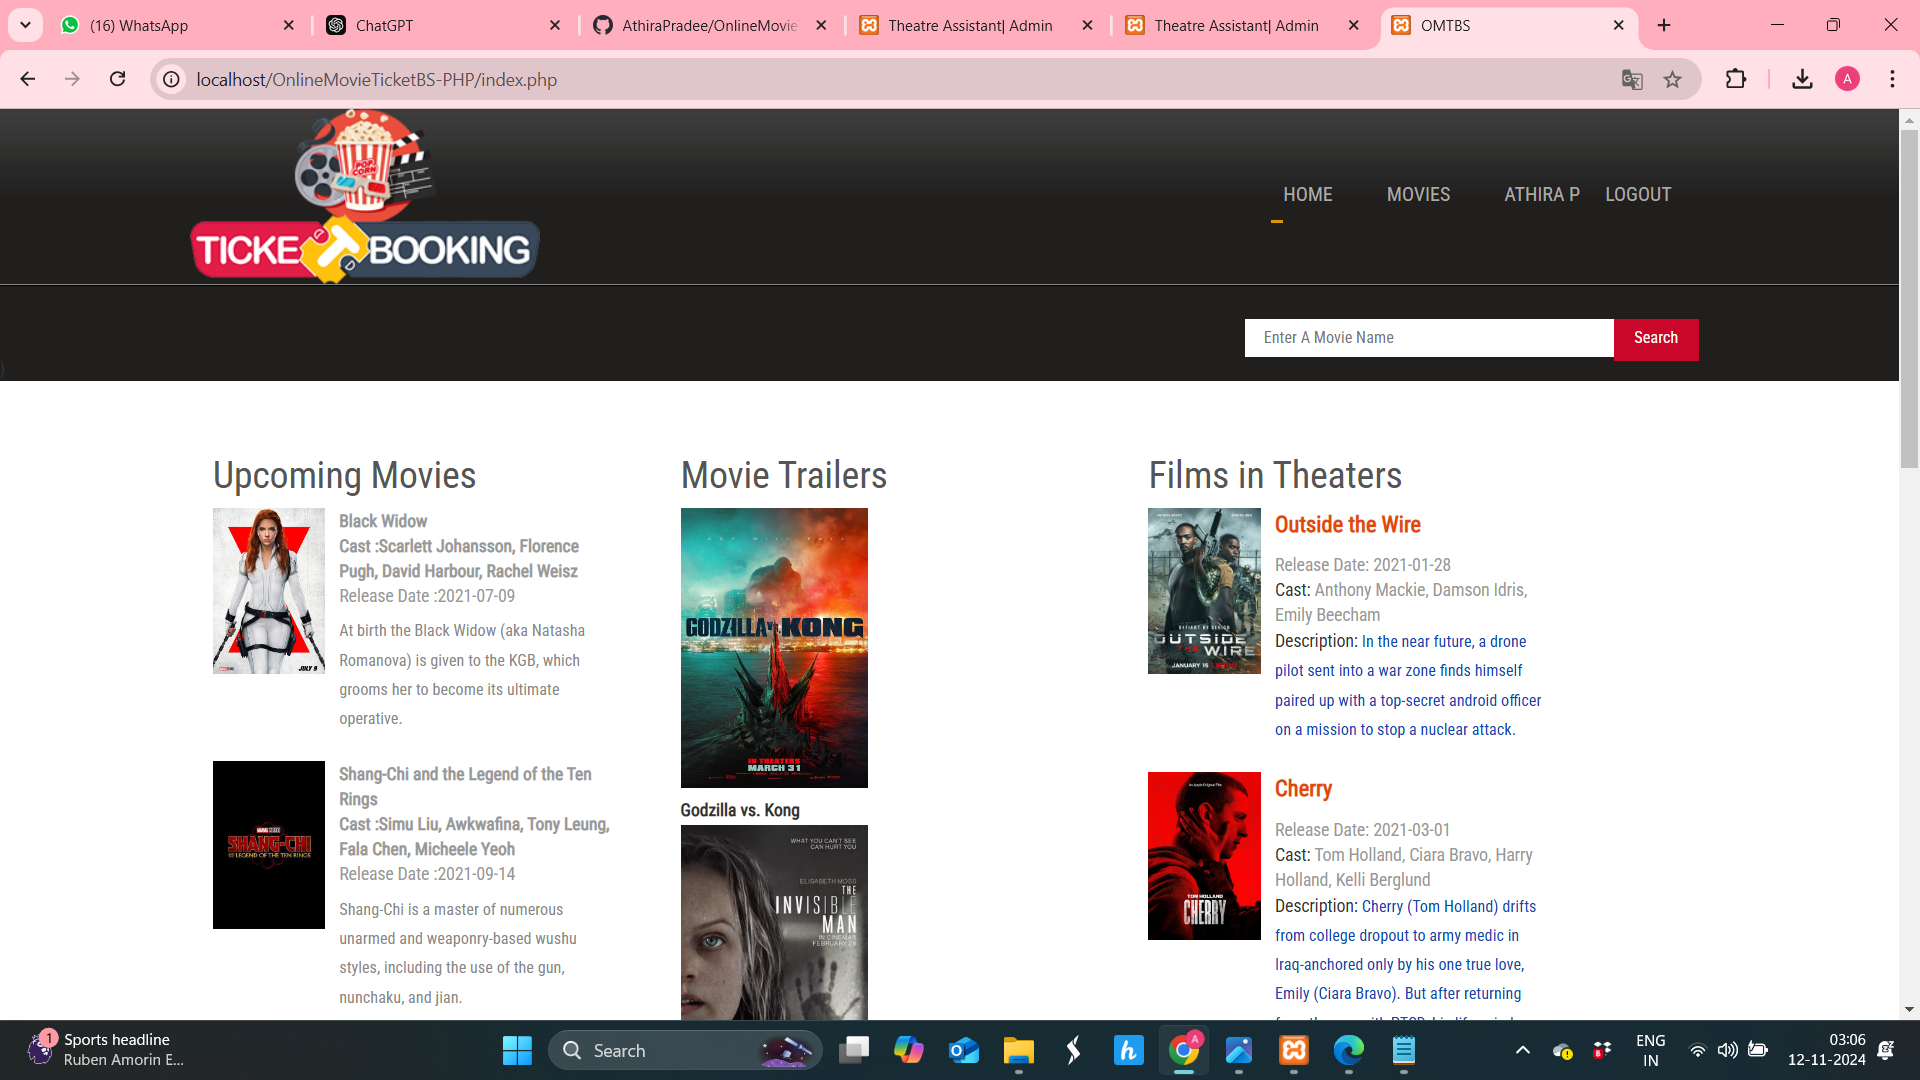 (16) WhatsApp
ChatGPT
AthiraPradee/OnlineMovie
Theatre Assistant| Admin
Theatre Assistant| Admin
OMTBS
localhost/OnlineMovieTicketBS-PHP/index.php
A
POP
CORN
TICKE T BOOKING
HOME
MOVIES
ATHIRA P
LOGOUT
Enter A Movie Name
Search
}
Upcoming Movies
Black Widow
Cast :Scarlett Johansson, Florence
Pugh, David Harbour, Rachel Weisz
Release Date :2021-07-09
At birth the Black Widow (aka Natasha
Romanova) is given to the KGB, which
grooms her to become its ultimate
operative.
JULY 9
Shang-Chi and the Legend of the Ten
Rings
Cast :Simu Liu, Awkwafina, Tony Leung,
Fala Chen, Micheele Yeoh
Release Date :2021-09-14
Shang-Chi is a master of numerous
unarmed and weaponry-based wushu
styles, including the use of the gun,
nunchaku, and jian.
SHANG-CHI
LEGEND OF THE TEN RINGS
Movie Trailers
GODZILLA VS. KONG
IN THEATERS
MARCH 31
Godzilla vs. Kong
WHAT YOU CAN'T SEE
CAN HURT YOU
ELISABETH MOSS
THE
INVISIBLE
MAN
IN CINEMAS
FEBRUARY 28
Films in Theaters
OUTSIDE
THE WIRE
JANUARY 15
Outside the Wire
Release Date: 2021-01-28
Cast: Anthony Mackie, Damson Idris,
Emily Beecham
Description: In the near future, a drone
pilot sent into a war zone finds himself
paired up with a top-secret android officer
on a mission to stop a nuclear attack.
TOM HOLLAND
CHERRY
Cherry
Release Date: 2021-03-01
Cast: Tom Holland, Ciara Bravo, Harry
Holland, Kelli Berglund
Description: Cherry (Tom Holland) drifts
from college dropout to army medic in
Iraq-anchored only by his one true love,
Emily (Ciara Bravo). But after returning
1
Sports headline
Ruben Amorin E...
Search
A
ENG
IN
03:06
12-11-2024